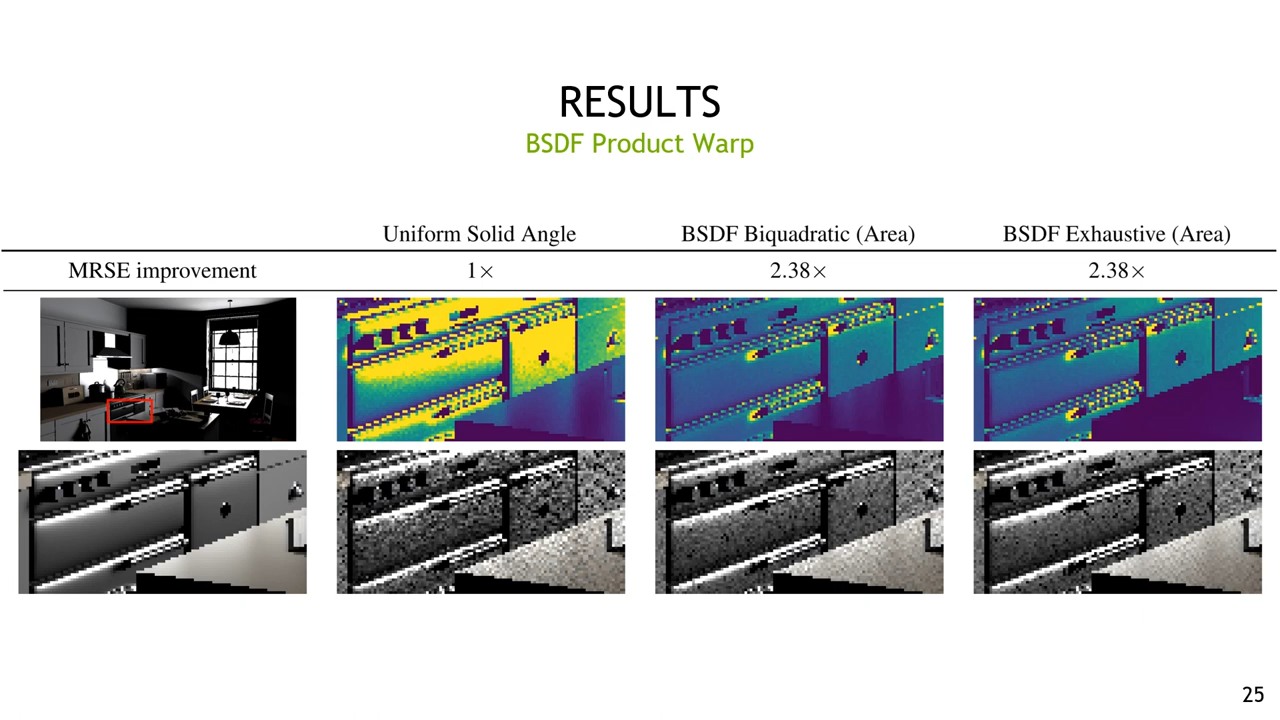 RESULTS
BSDF Product Warp
Uniform Solid Angle BSDF Biquadratic (Area) BSDF Exhaustive (Area)
MRSE improvement 1× 2.38× 2.38×
25